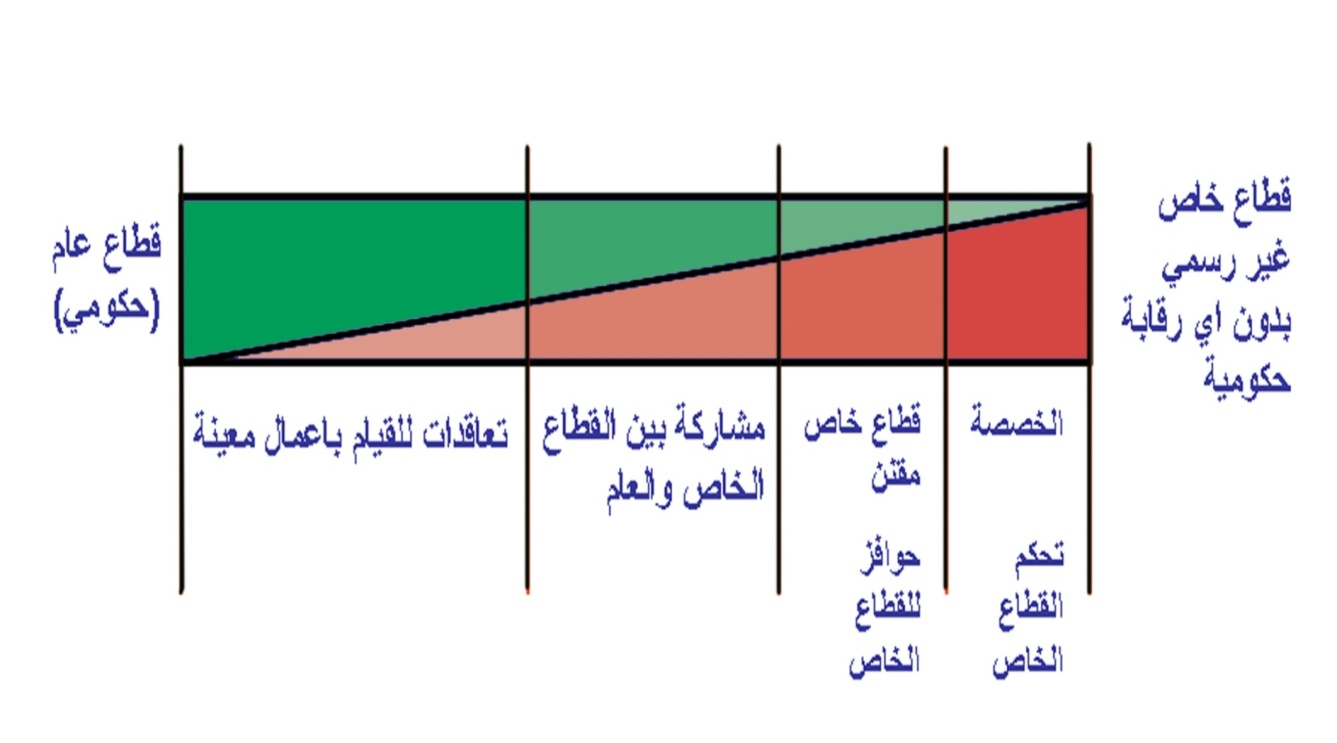 قطاع خاص
غير رسمي
بدون اي رقابة
حكومية
الخصصة
تحكم
القطاع
الخاص
قطاع خاص
مقنن
حوافز
للقطاع
الخاص
مشاركة بين القطاع
الخاص والعام
تعاقدات للقيام باعمال معينة
قطاع عام
(حكومي)